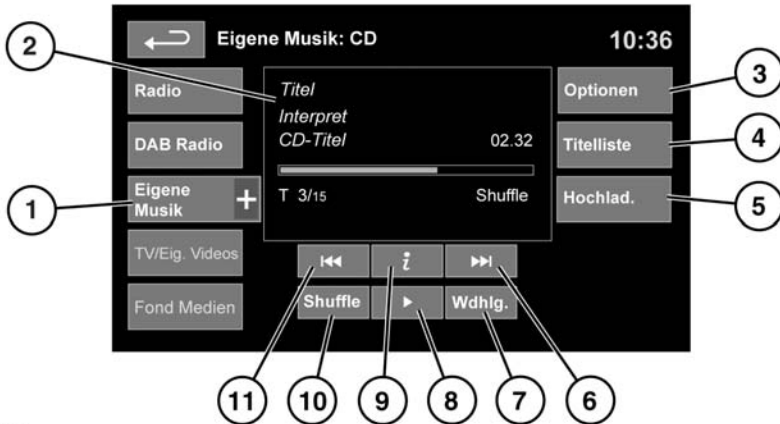 Eigene Musik: CD 10:36
2
3
Radio
Titel
Optionen
Interpret
DAB Radio
CD-Titel 02.32
Titelliste
4
1
Eigene
Musik +
T 3/15 Shuffle
Hochlad.
5
TV/Eig. Videos
i
Fond Medien
Shuffle
Wdhlg.
11 10 9 8 7 6